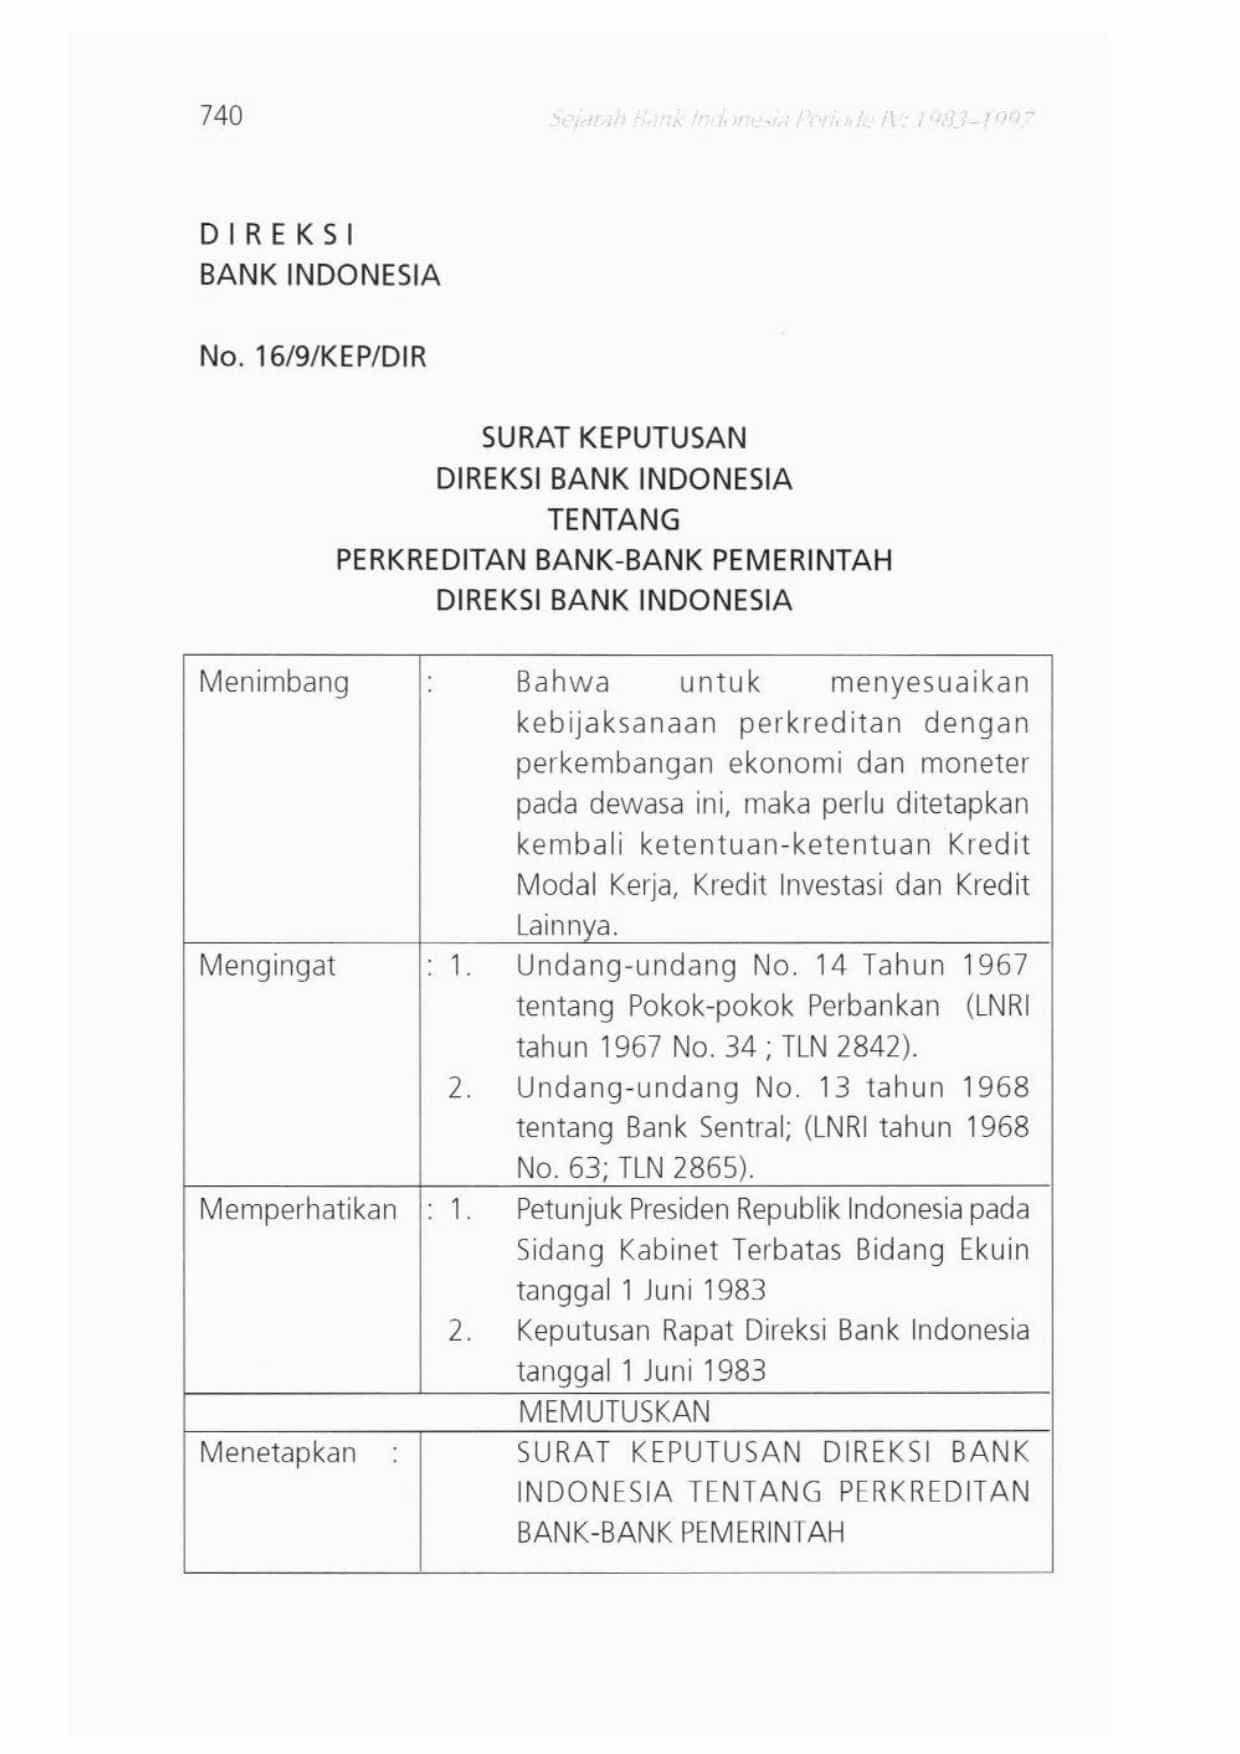 740
Sejarah Bank Indonesia Periode IV: 1983–1997
DIREKSI
BANK INDONESIA
No. 16/9/KEP/DIR
SURAT KEPUTUSAN
DIREKSI BANK INDONESIA
TENTANG
PERKREDITAN BANK-BANK PEMERINTAH
DIREKSI BANK INDONESIA
Menimbang : Bahwa untuk menyesuaikan
kebijaksanaan perkreditan dengan
perkembangan ekonomi dan moneter
pada dewasa ini, maka perlu ditetapkan
kembali ketentuan-ketentuan Kredit
Modal Kerja, Kredit Investasi dan Kredit
Lainnya.
Mengingat : 1. Undang-undang No. 14 Tahun 1967
tentang Pokok-pokok Perbankan (LNRI
tahun 1967 No. 34 ; TLN 2842).
2. Undang-undang No. 13 tahun 1968
tentang Bank Sentral; (LNRI tahun 1968
No. 63; TLN 2865).
Memperhatikan : 1. Petunjuk Presiden Republik Indonesia pada
Sidang Kabinet Terbatas Bidang Ekuin
tanggal 1 Juni 1983
2. Keputusan Rapat Direksi Bank Indonesia
tanggal 1 Juni 1983
MEMUTUSKAN
Menetapkan : SURAT KEPUTUSAN DIREKSI BANK
INDONESIA TENTANG PERKREDITAN
BANK-BANK PEMERINTAH